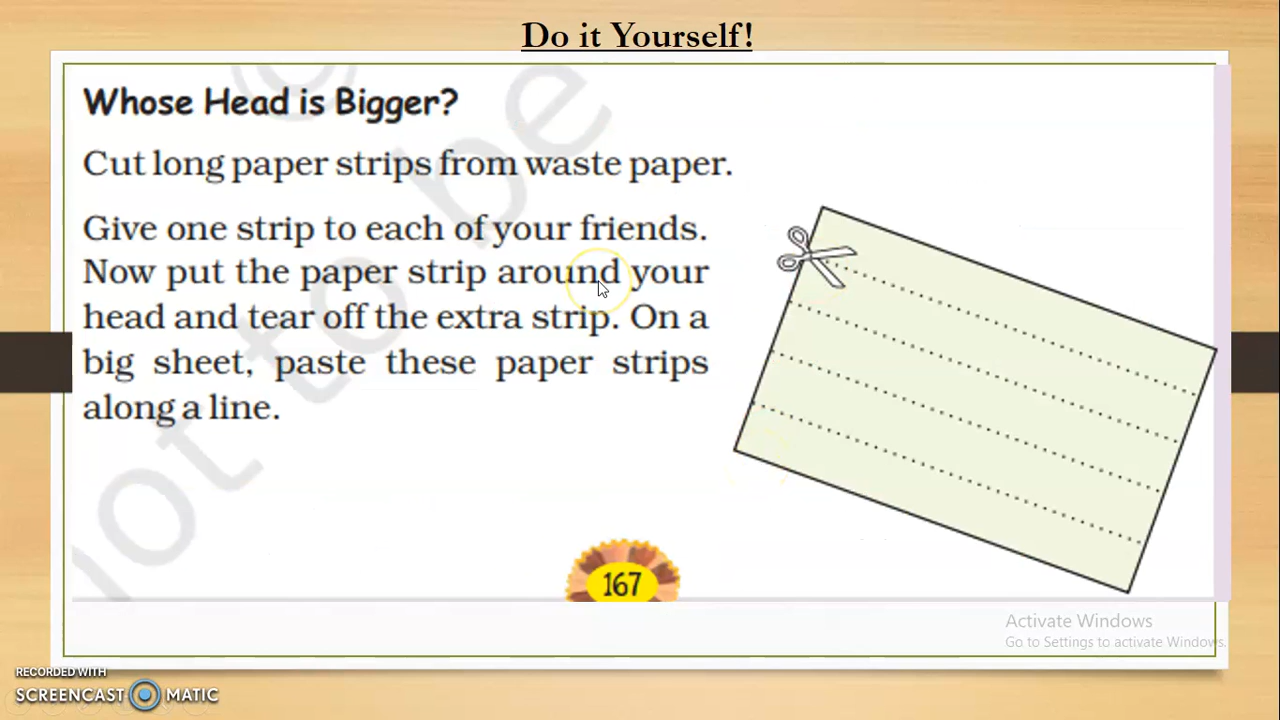 Do it Yourself!
Whose Head is Bigger?
Cut long paper strips from waste paper.
Give one strip to each of your friends.
Now put the paper strip around your
head and tear off the extra strip. On a
big sheet, paste these paper strips
along a line.
not to be
167
Activate Windows
Go to Settings to activate Windows.
RECORDED WITH
SCREENCAST MATIC